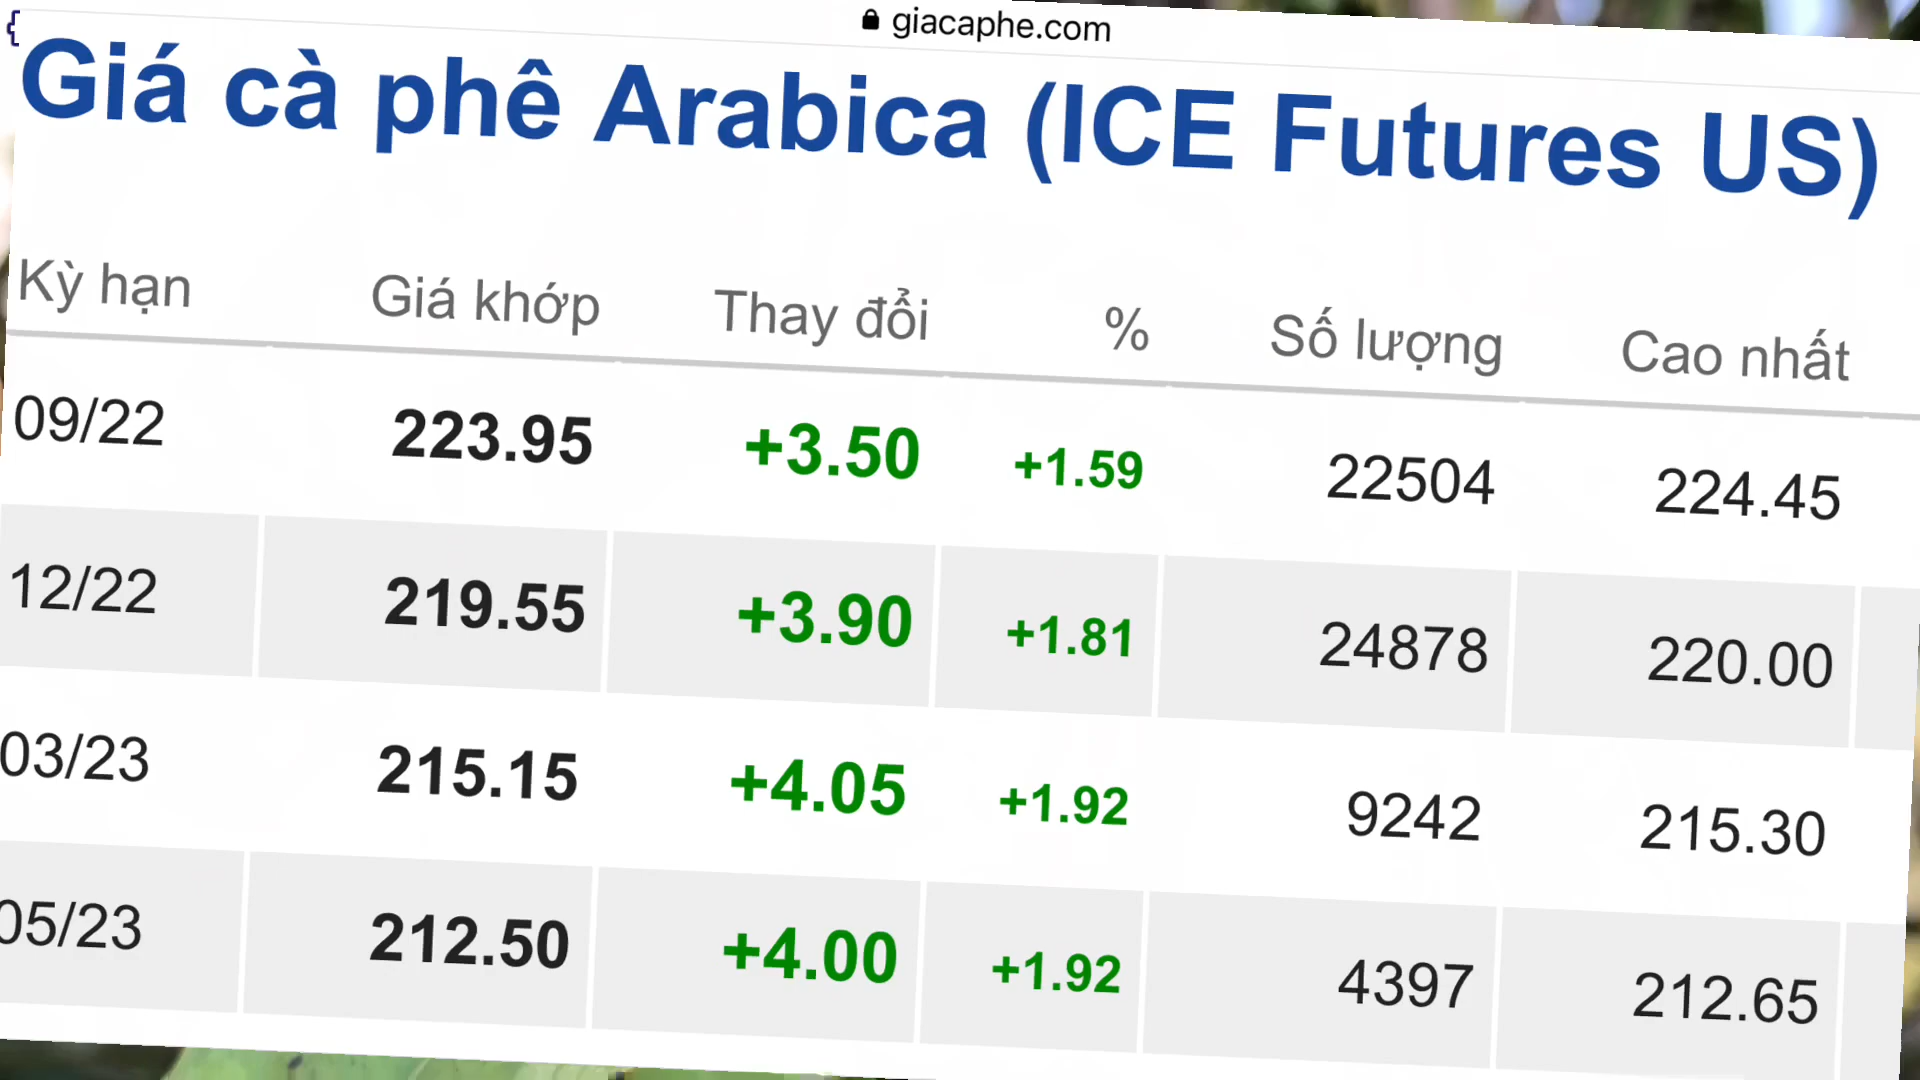 giacaphe.com
Giá cà phê Arabica (ICE Futures US)
Kỳ hạn Giá khớp Thay đổi % Số lượng Cao nhất
09/22 223.95 +3.50 +1.59 22504 224.45
12/22 219.55 +3.90 +1.81 24878 220.00
03/23 215.15 +4.05 +1.92 9242 215.30
05/23 212.50 +4.00 +1.92 4397 212.65